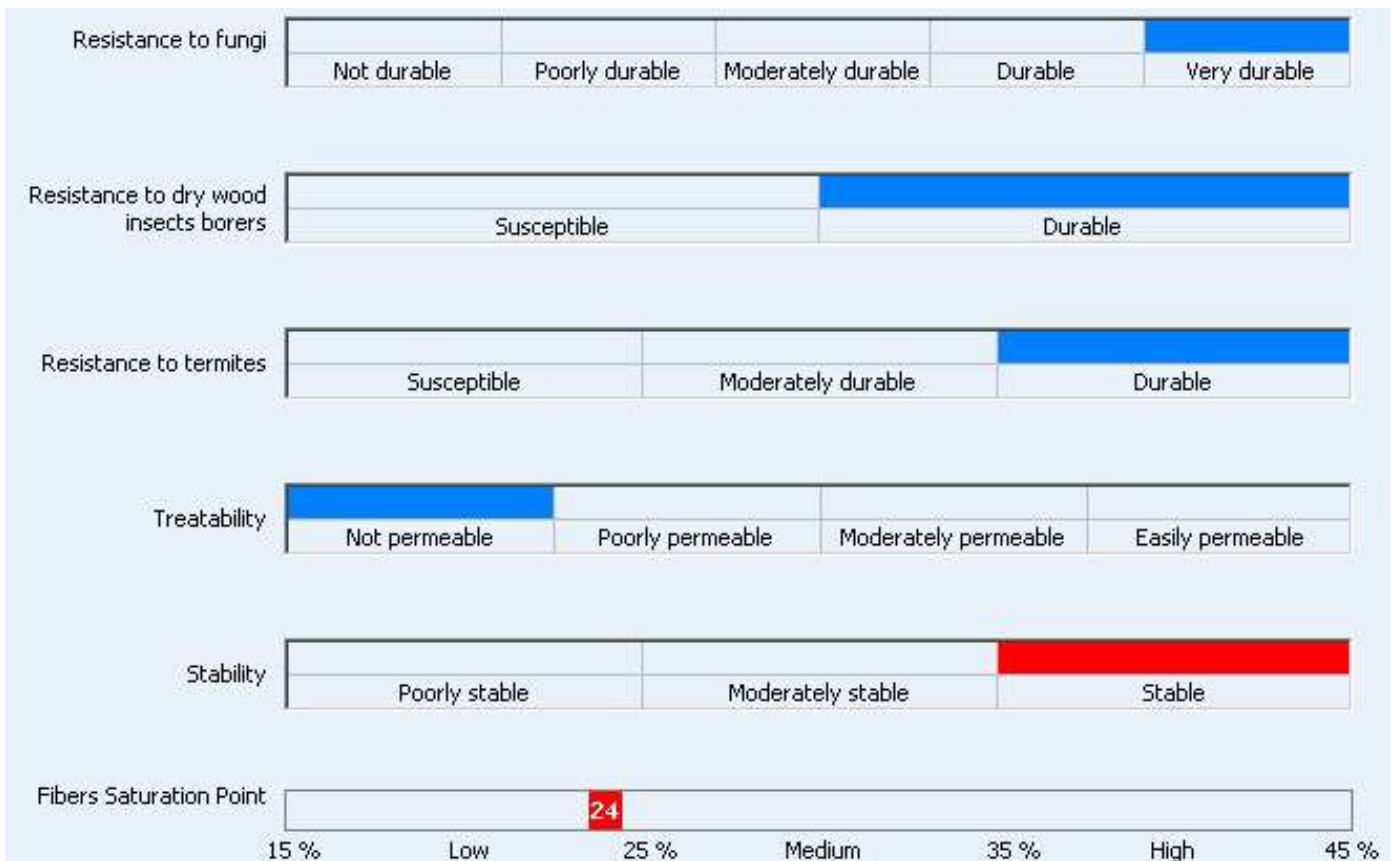 Resistance to fungi
Not durable Poorly durable Moderately durable Durable Very durable
Resistance to dry wood
insects borers
Susceptible Durable
Resistance to termites
Susceptible Moderately durable Durable
Treatability
Not permeable Poorly permeable Moderately permeable Easily permeable
Stability
Poorly stable Moderately stable Stable
Fibers Saturation Point
24
15 % Low 25 % Medium 35 % High 45 %